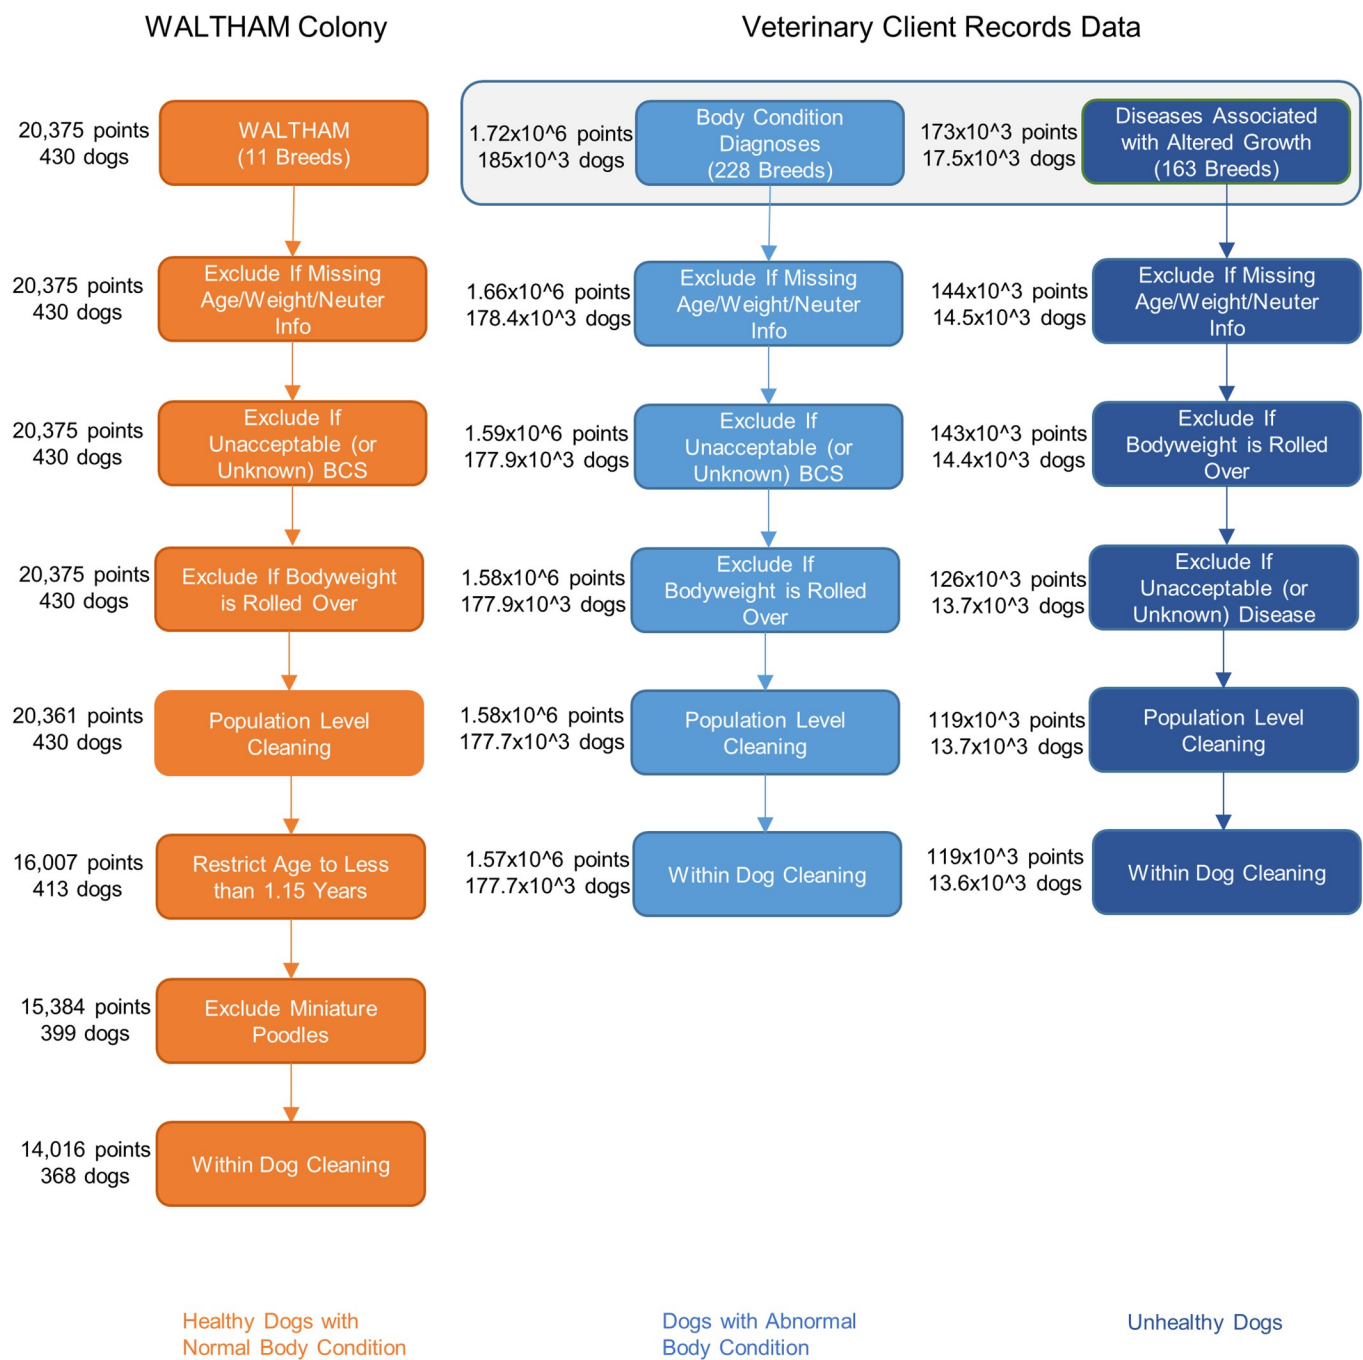 WALTHAM Colony
Veterinary Client Records Data
20,375 points
430 dogs
WALTHAM
(11 Breeds)
20,375 points
430 dogs
Exclude If Missing
Age/Weight/Neuter
Info
20,375 points
430 dogs
Exclude If
Unacceptable (or
Unknown) BCS
20,375 points
430 dogs
Exclude If Bodyweight
is Rolled Over
20,361 points
430 dogs
Population Level
Cleaning
16,007 points
413 dogs
Restrict Age to Less
than 1.15 Years
15,384 points
399 dogs
Exclude Miniature
Poodles
14,016 points
368 dogs
Within Dog Cleaning
Healthy Dogs with
Normal Body Condition
1.72x10^6 points
185x10^3 dogs
Body Condition
Diagnoses
(228 Breeds)
1.66x10^6 points
178.4x10^3 dogs
Exclude If Missing
Age/Weight/Neuter
Info
1.59x10^6 points
177.9x10^3 dogs
Exclude If
Unacceptable (or
Unknown) BCS
1.58x10^6 points
177.9x10^3 dogs
Exclude If
Bodyweight is Rolled
Over
1.58x10^6 points
177.7x10^3 dogs
Population Level
Cleaning
1.57x10^6 points
177.7x10^3 dogs
Within Dog Cleaning
Dogs with Abnormal
Body Condition
173x10^3 points
17.5x10^3 dogs
Diseases Associated
with Altered Growth
(163 Breeds)
144x10^3 points
14.5x10^3 dogs
Exclude If Missing
Age/Weight/Neuter
Info
143x10^3 points
14.4x10^3 dogs
Exclude If
Bodyweight is Rolled
Over
126x10^3 points
13.7x10^3 dogs
Exclude If
Unacceptable (or
Unknown) Disease
119x10^3 points
13.7x10^3 dogs
Population Level
Cleaning
119x10^3 points
13.6x10^3 dogs
Within Dog Cleaning
Unhealthy Dogs